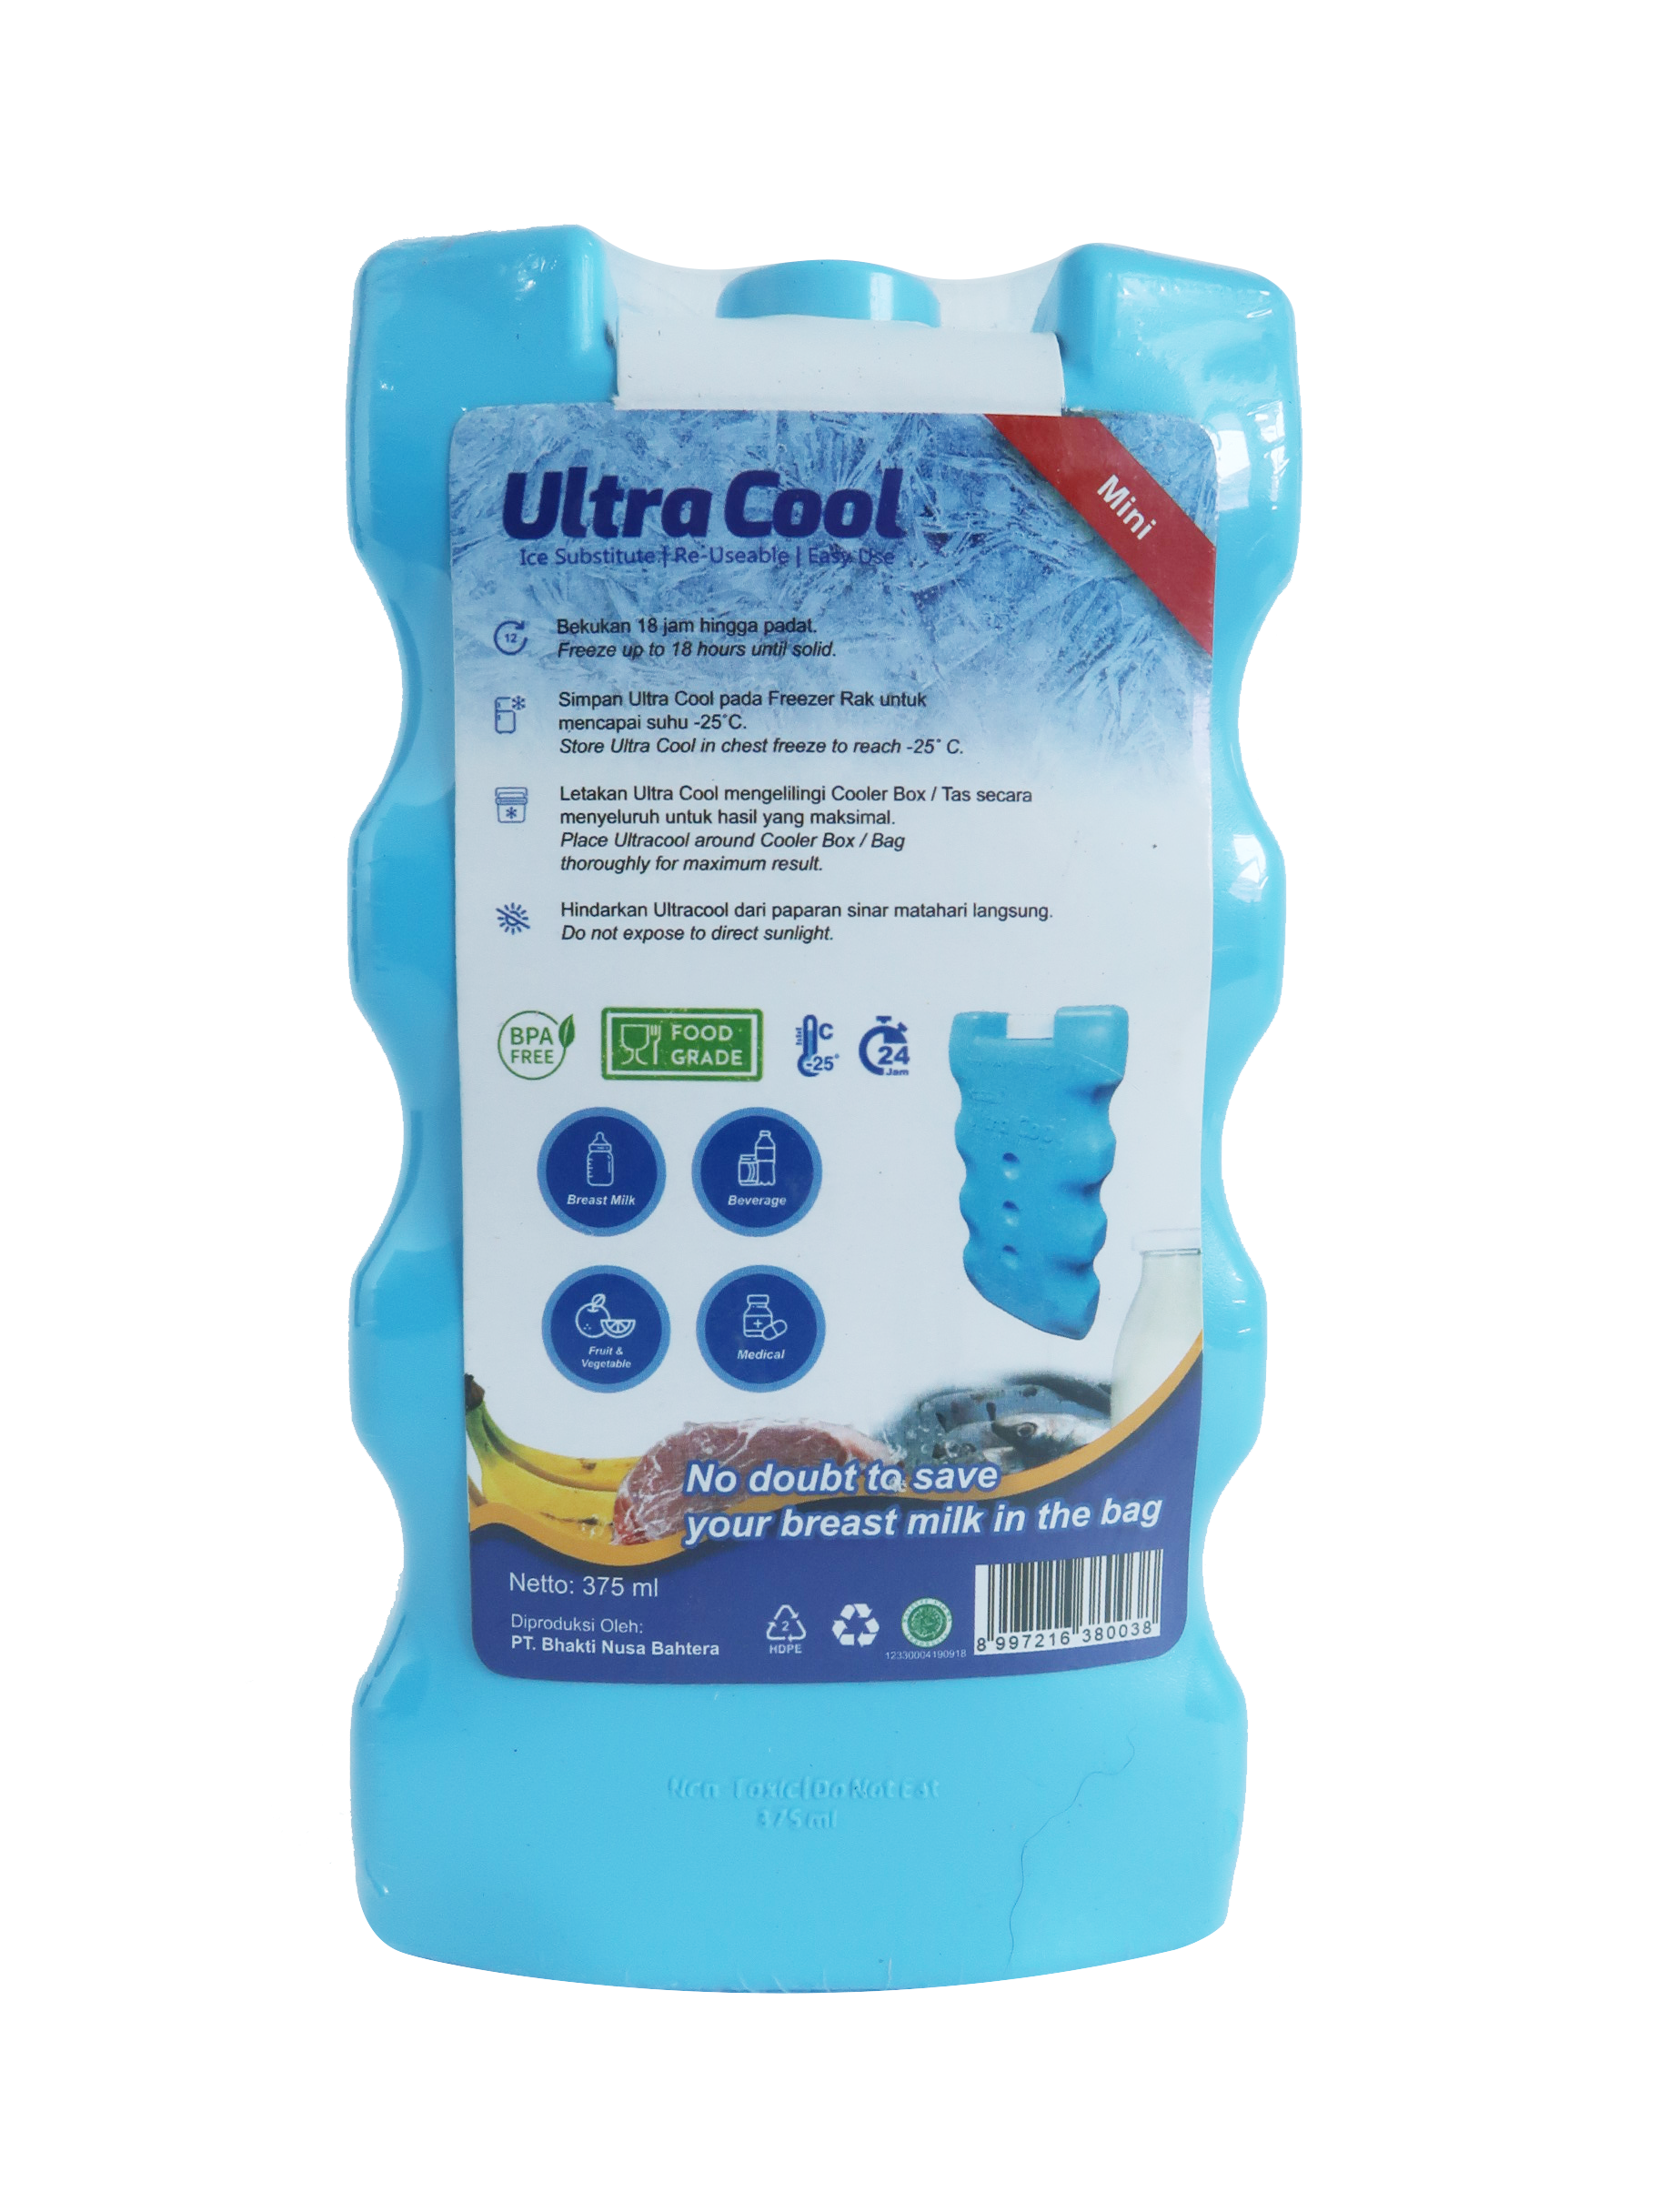 Ultra Cool
Ice Substitute | Re-Useable | Easy Use
Mini
12
Bekukan 18 jam hingga padat.
Freeze up to 18 hours until solid.
Simpan Ultra Cool pada Freezer Rak untuk
mencapai suhu -25°C.
Store Ultra Cool in chest freeze to reach -25° C.
Letakan Ultra Cool mengelilingi Cooler Box / Tas secara
menyeluruh untuk hasil yang maksimal.
Place Ultracool around Cooler Box / Bag
thoroughly for maximum result.
Hindarkan Ultracool dari paparan sinar matahari langsung.
Do not expose to direct sunlight.
BPA
FREE
FOOD
GRADE
C
-25°
24
Jam
Breast Milk
Beverage
Fruit &
Vegetable
Medical
No doubt to save
your breast milk in the bag
Netto: 375 ml
Diproduksi Oleh:
PT. Bhakti Nusa Bahtera
2
HDPE
12330004190918
8 997216 380038
Non-Toxic | Do Not Eat
375 ml